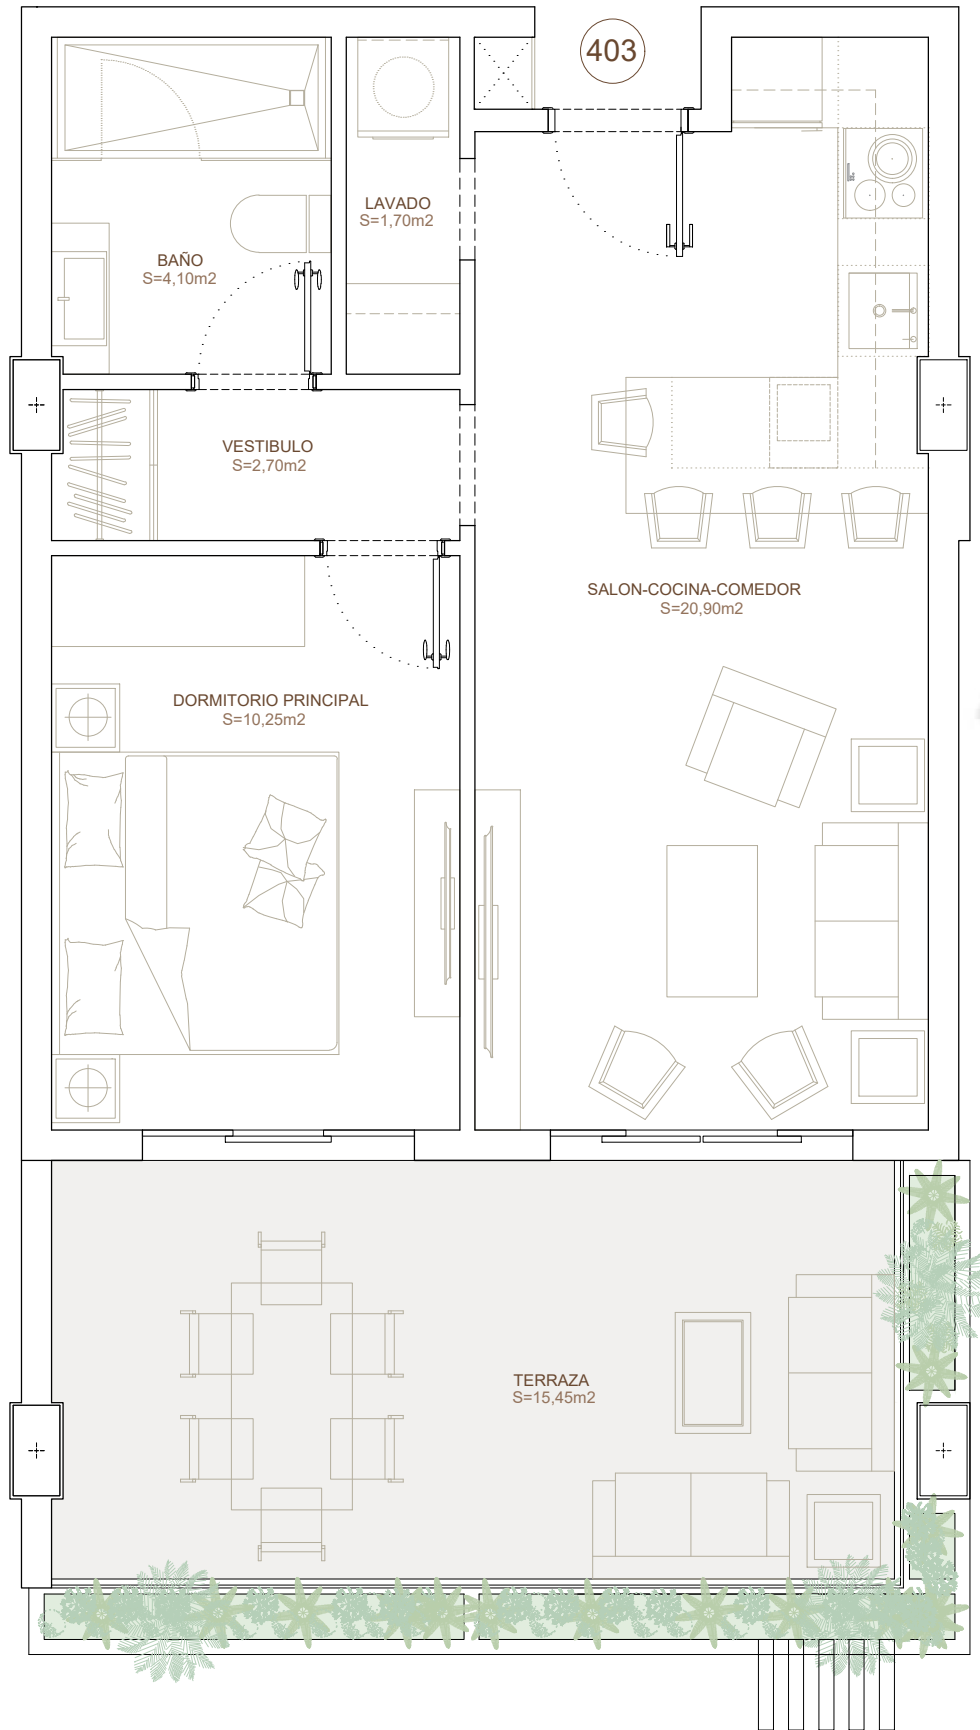 403
LAVADO
S=1,70m2
BAÑO
S=4,10m2
VESTIBULO
S=2,70m2
SALON-COCINA-COMEDOR
S=20,90m2
DORMITORIO PRINCIPAL
S=10,25m2
TERRAZA
S=15,45m2